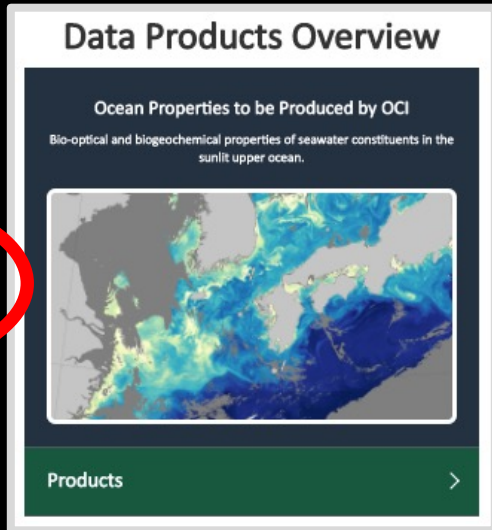 Data Products Overview
Ocean Properties to be Produced by OCI
Bio-optical and biogeochemical properties of seawater constituents in the
sunlit upper ocean.
Products